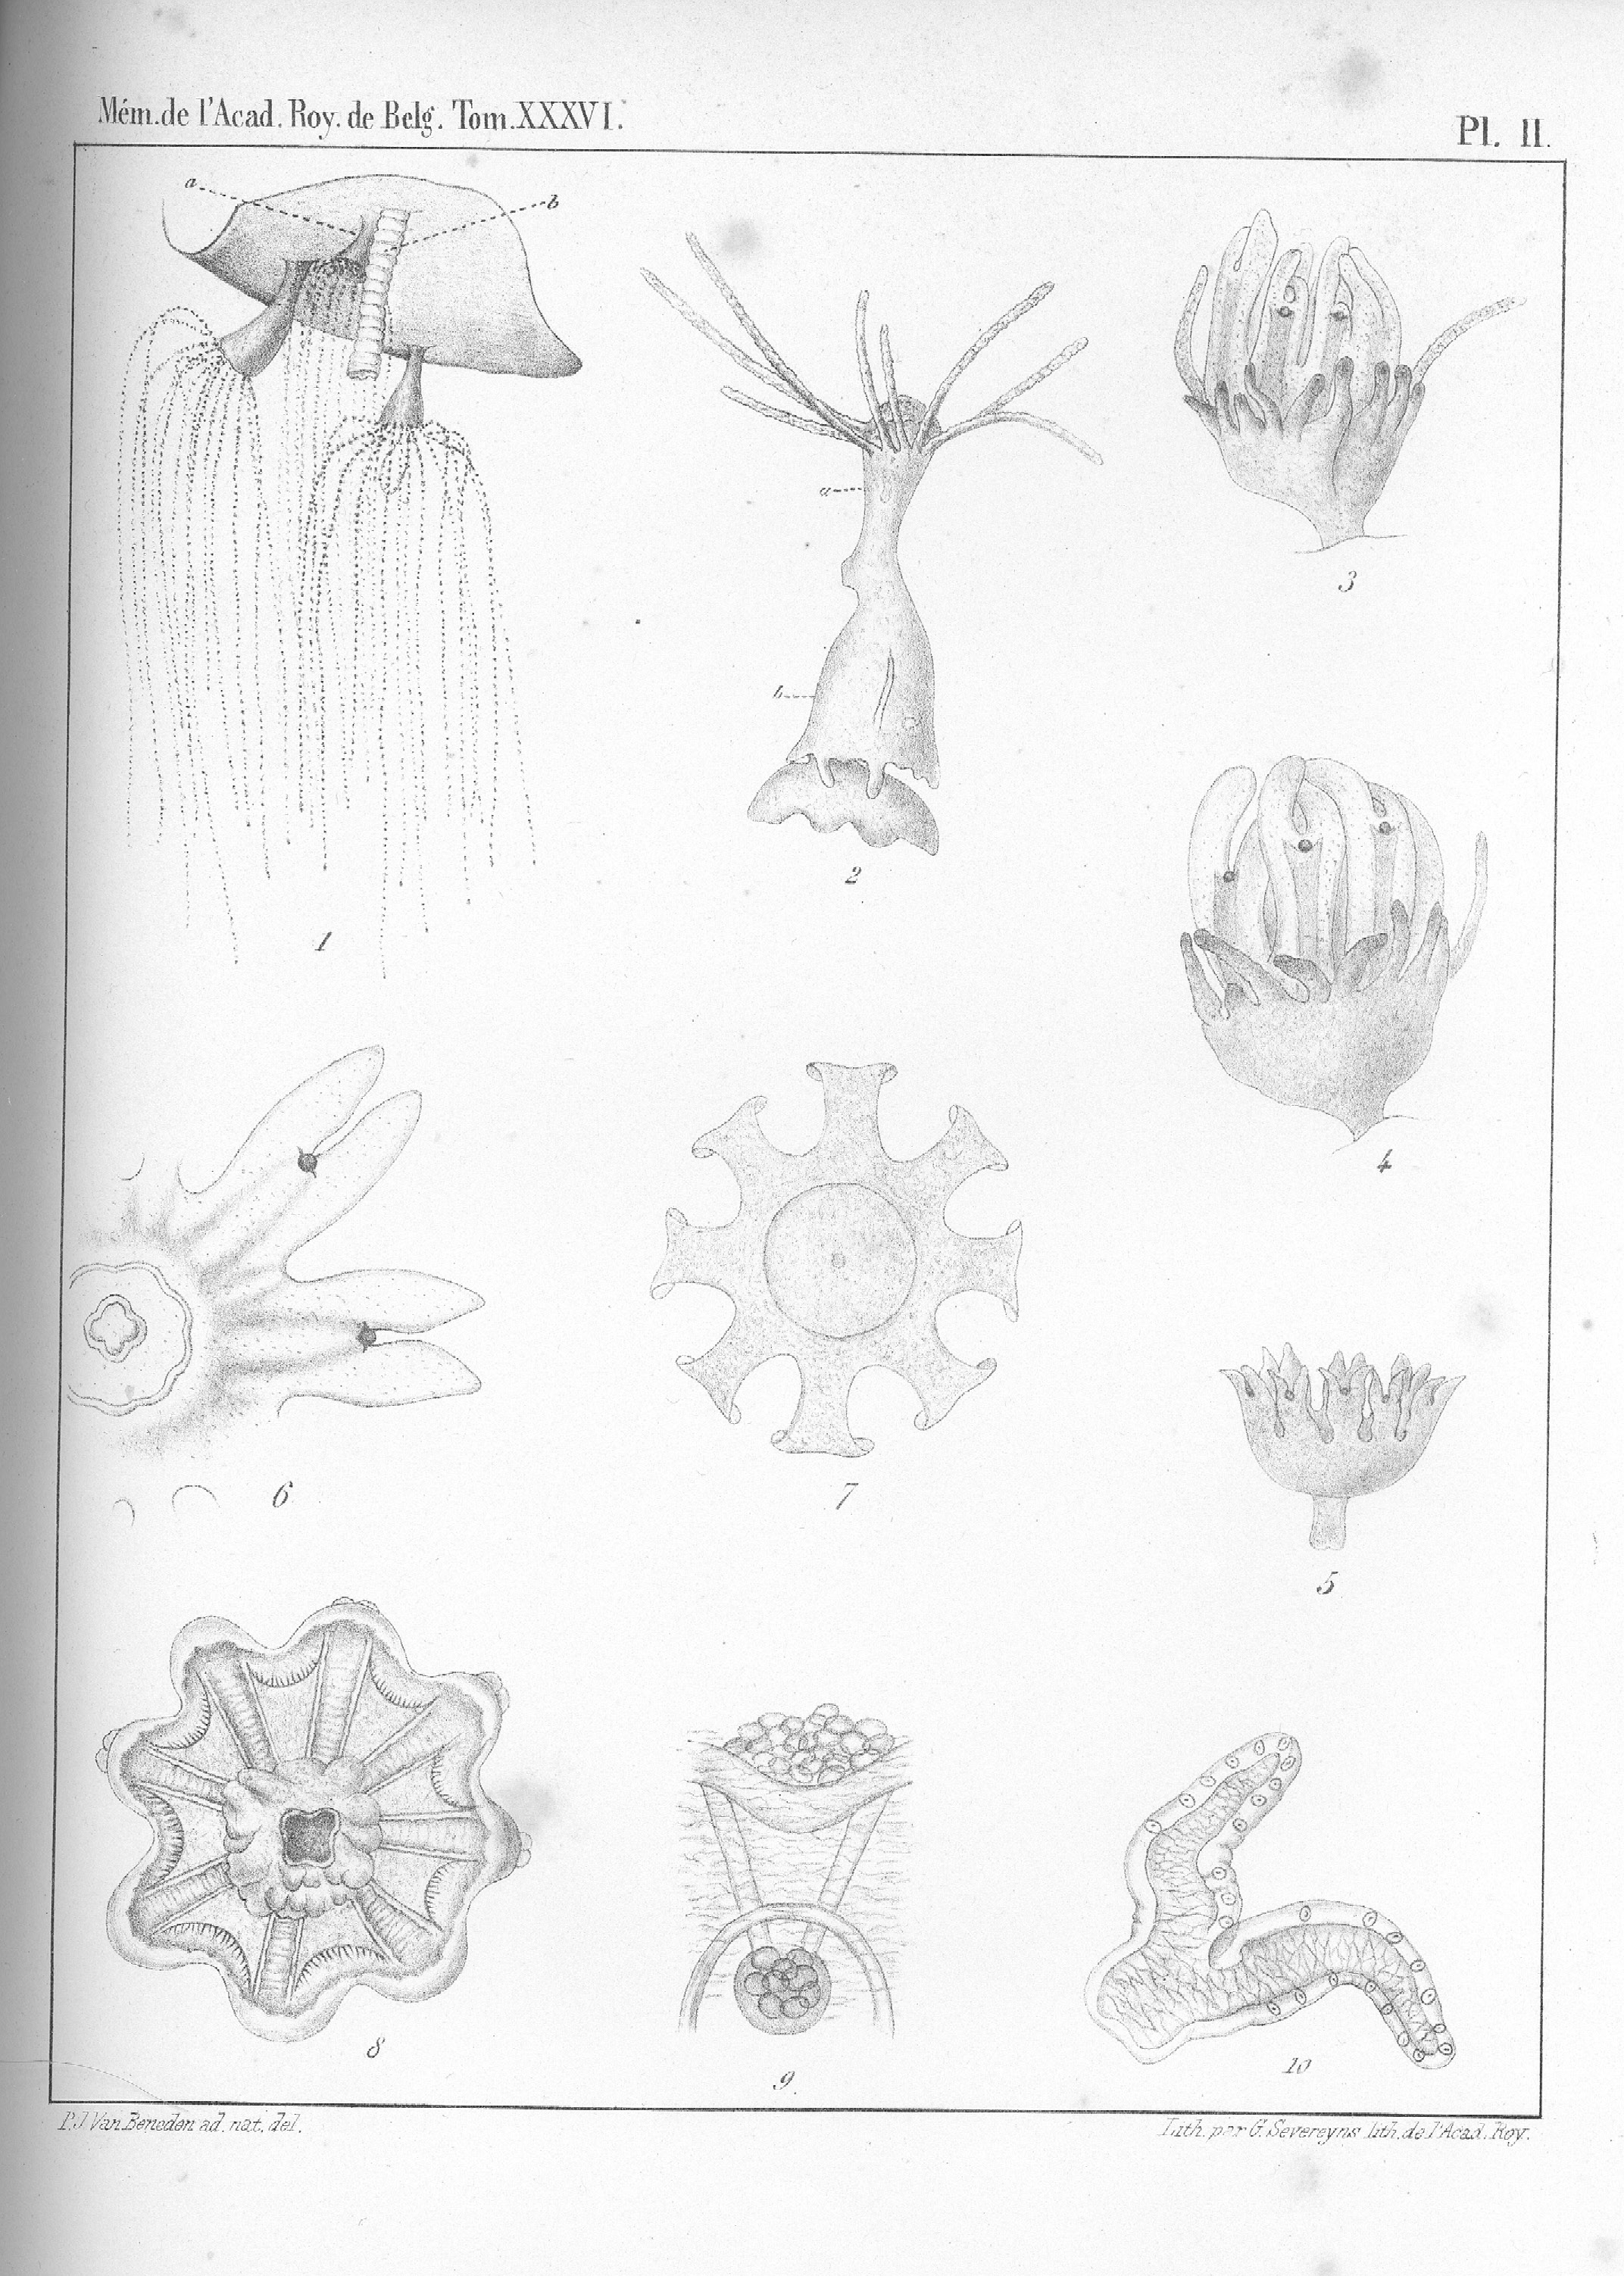 Mém. de l'Acad. Roy. de Belg. Tom. XXXVI.
Pl. II.
a
b
1
a
b
2
3
4
5
6
7
8
9.
10
P.J Van Beneden ad. nat. del.
Lith. par G. Severeyns lith. de l'Acad. Roy.